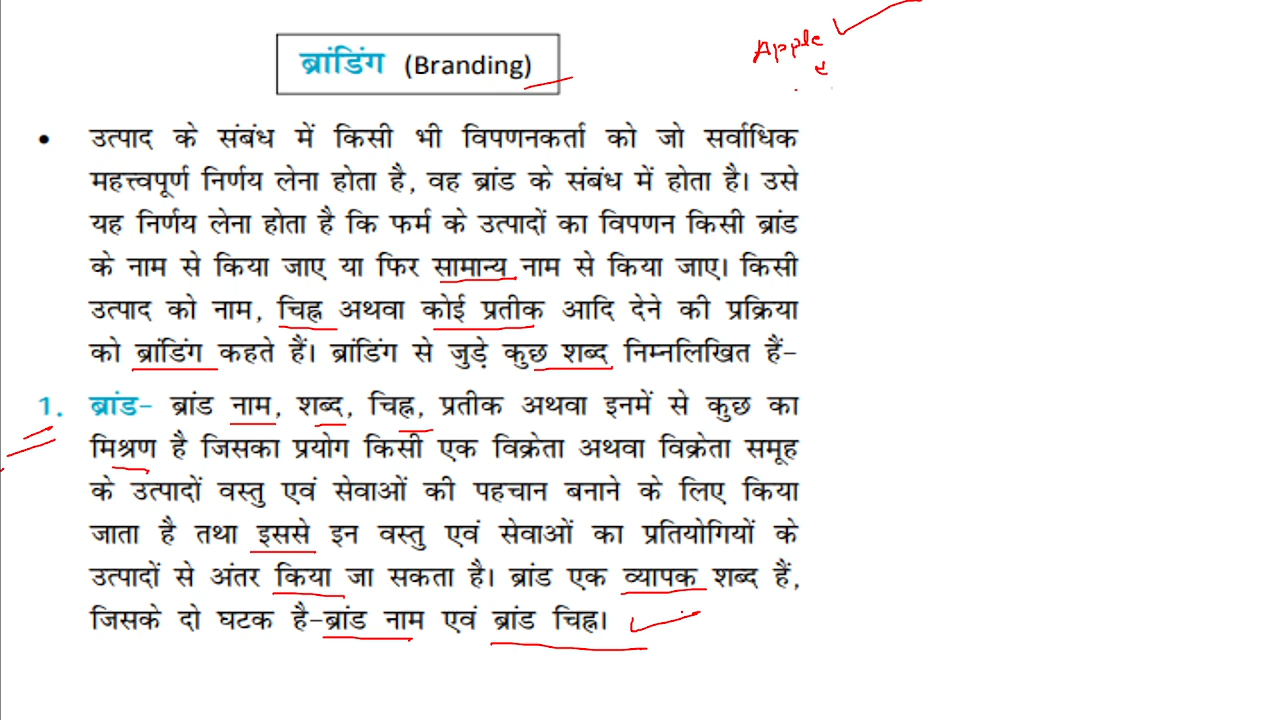 ब्रांडिंग (Branding)
Apple
• उत्पाद के संबंध में किसी भी विपणनकर्ता को जो सर्वाधिक
महत्त्वपूर्ण निर्णय लेना होता है, वह ब्रांड के संबंध में होता है। उसे
यह निर्णय लेना होता है कि फर्म के उत्पादों का विपणन किसी ब्रांड
के नाम से किया जाए या फिर सामान्य नाम से किया जाए। किसी
उत्पाद को नाम, चिह्न अथवा कोई प्रतीक आदि देने की प्रक्रिया
को ब्रांडिंग कहते हैं। ब्रांडिंग से जुड़े कुछ शब्द निम्नलिखित हैं–
1. ब्रांड– ब्रांड नाम, शब्द, चिह्न, प्रतीक अथवा इनमें से कुछ का
मिश्रण है जिसका प्रयोग किसी एक विक्रेता अथवा विक्रेता समूह
के उत्पादों वस्तु एवं सेवाओं की पहचान बनाने के लिए किया
जाता है तथा इससे इन वस्तु एवं सेवाओं का प्रतियोगियों के
उत्पादों से अंतर किया जा सकता है। ब्रांड एक व्यापक शब्द हैं,
जिसके दो घटक है–ब्रांड नाम एवं ब्रांड चिह्न।